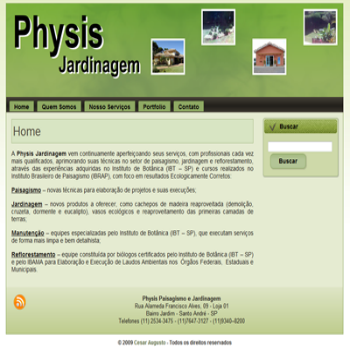 Physis
Jardinagem
Home
Quem Somos
Nosso Serviços
Portfolio
Contato
Home
A Physis Jardinagem vem continuamente aperfeiçoando seus serviços, com profissionais cada vez
mais qualificados, aprimorando suas técnicas no setor de paisagismo, jardinagem e reflorestamento,
através das experiências adquiridas no Instituto de Botânica (IBT – SP) e cursos realizados no
Instituto Brasileiro de Paisagismo (IBRAP), com foco em resultados Ecologicamente Corretos.
Paisagismo – novas técnicas para elaboração de projetos e suas execuções;
Jardinagem – novos produtos a oferecer, como cachepos de madeira reaproveitada (demolição,
cruzeta, dormente e eucalipto), vasos ecológicos e reaproveitamento das primeiras camadas de
terras;
Manutenção – equipes especializadas pelo Instituto de Botânica (IBT – SP), que executam serviços
de forma mais limpa e bem detalhista;
Reflorestamento – equipe constituída por biólogos certificados pelo Instituto de Botânica (IBT – SP)
e pelo IBAMA para Elaboração e Execução de Laudos Ambientais nos Órgãos Federais, Estaduais e
Municipais.
Buscar
Buscar
Physis Paisagismo e Jardinagem
Rua Alameda Francisco Alves, 09 - Loja 01
Bairro Jardim - Santo André - SP
Telefones (11) 2534-3475 - (11)7647-3127 - (11)9340-8200
© 2009 Cesar Augusto - Todos os direitos reservados